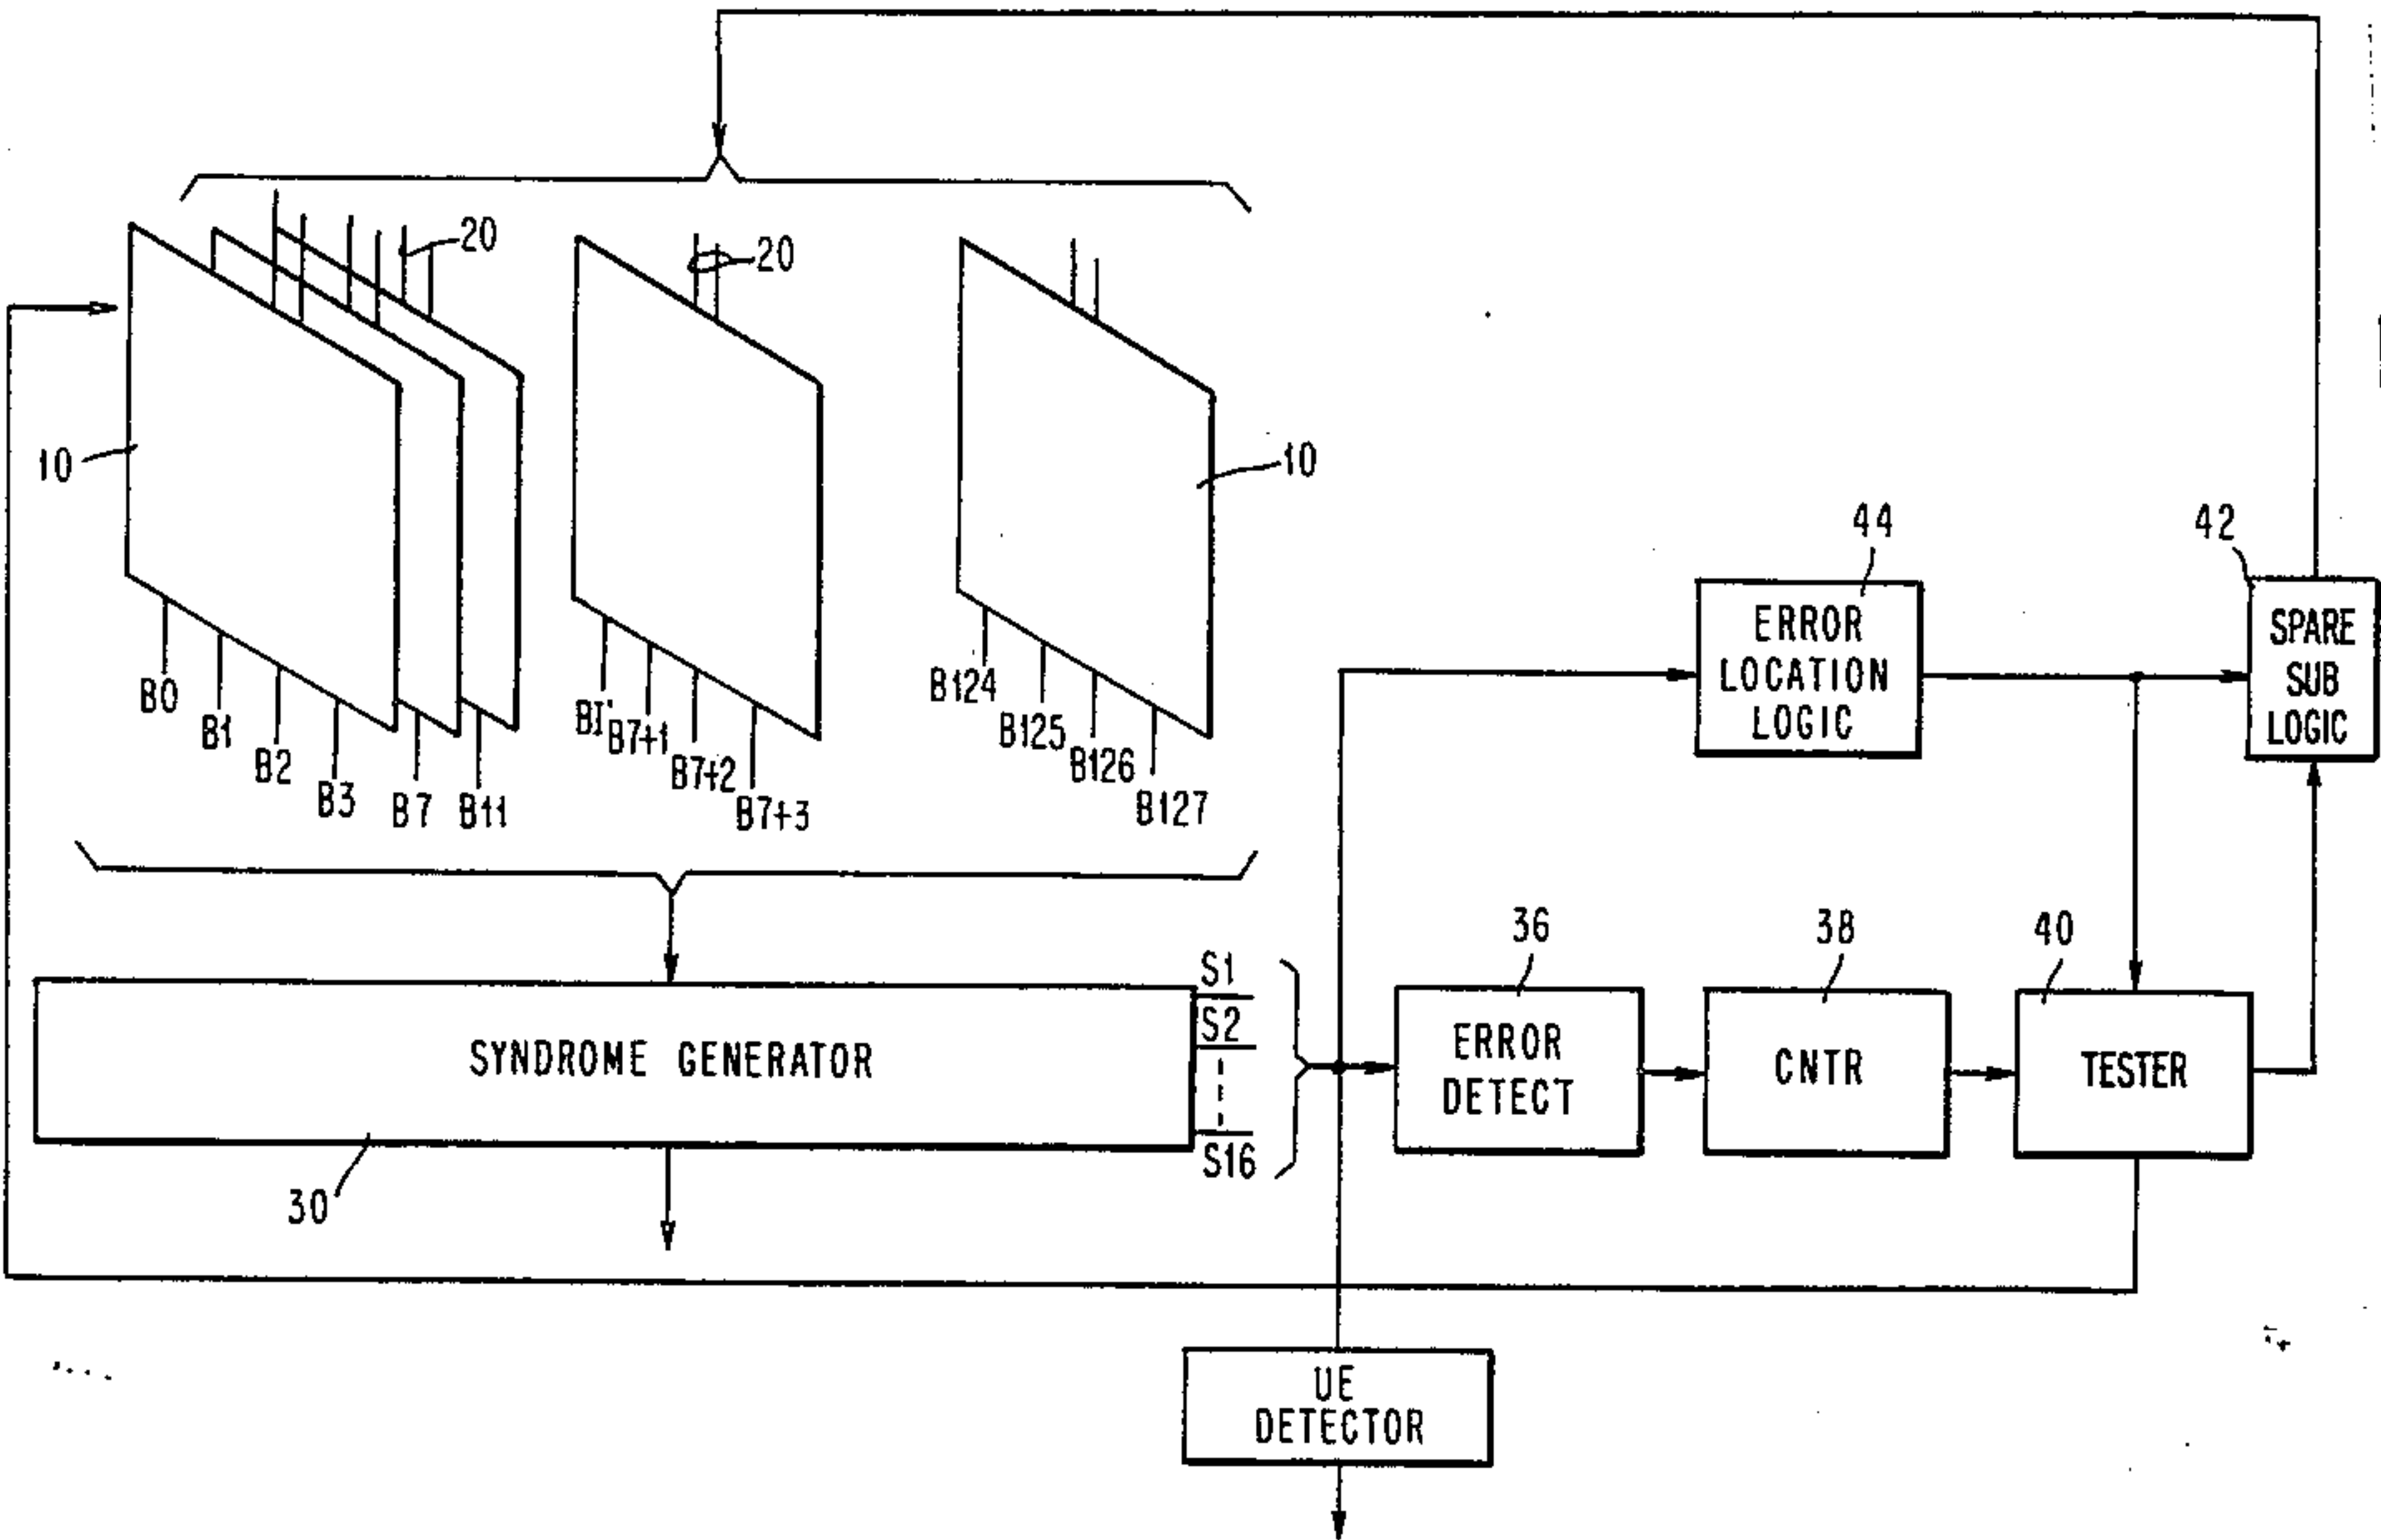 20
20
10
10
B0
B1
B2
B3
B7
B11
BI
B7+1
B7+2
B7+3
B124
B125
B126
B127
44
ERROR
LOCATION
LOGIC
42
SPARE
SUB
LOGIC
S1
S2
S16
SYNDROME GENERATOR
30
36
ERROR
DETECT
38
CNTR
40
TESTER
UE
DETECTOR